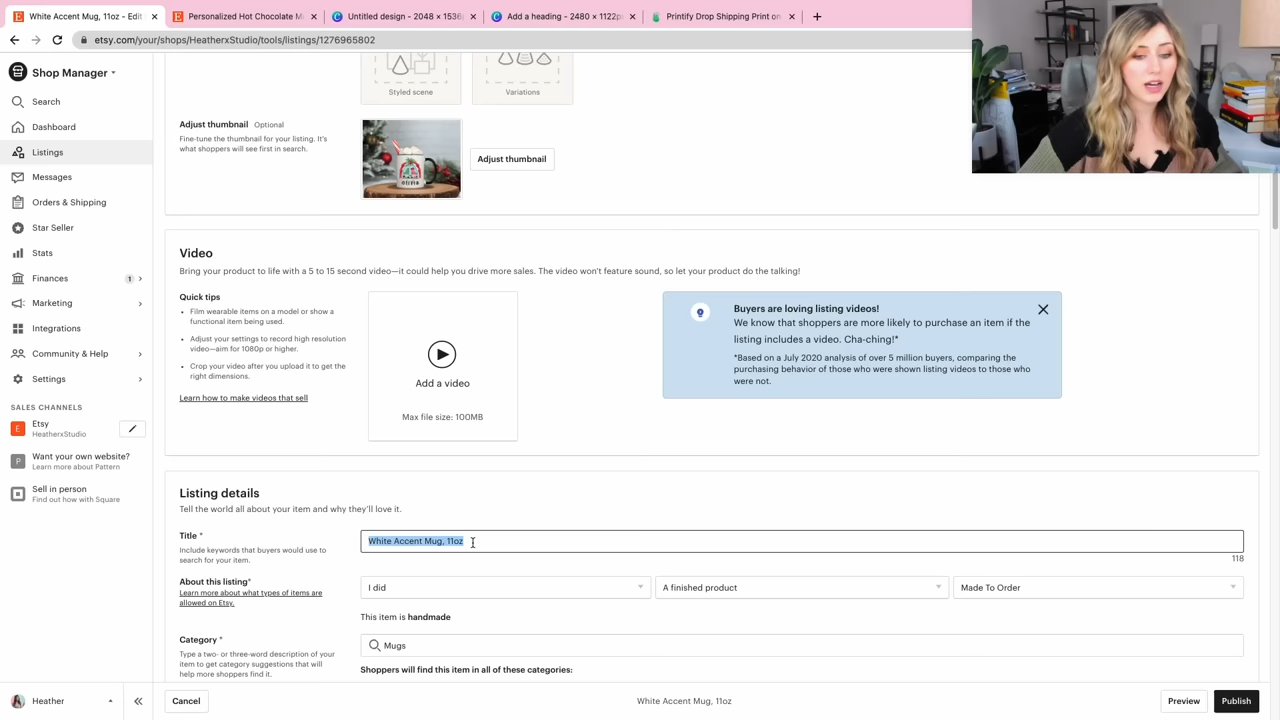 White Accent Mug, 11oz - Edit
Personalized Hot Chocolate M
Untitled design - 2048 × 1536
Add a heading - 2480 × 1122p
Printify Drop Shipping Print on
etsy.com/your/shops/HeatherxStudio/tools/listings/1276965802
Shop Manager
Search
Dashboard
Listings
Messages
Orders & Shipping
Star Seller
Stats
Finances
1
Marketing
Integrations
Community & Help
Settings
SALES CHANNELS
Etsy
HeatherxStudio
Want your own website?
Learn more about Pattern
Sell in person
Find out how with Square
Heather
Styled scene
Variations
Adjust thumbnail Optional
Fine-tune the thumbnail for your listing. It's
what shoppers will see first in search.
Olivia
Adjust thumbnail
Video
Bring your product to life with a 5 to 15 second video—it could help you drive more sales. The video won't feature sound, so let your product do the talking!
Quick tips
Film wearable items on a model or show a
functional item being used.
Adjust your settings to record high resolution
video—aim for 1080p or higher.
Crop your video after you upload it to get the
right dimensions.
Learn how to make videos that sell
Add a video
Max file size: 100MB
Buyers are loving listing videos!
We know that shoppers are more likely to purchase an item if the
listing includes a video. Cha-ching!*
*Based on a July 2020 analysis of over 5 million buyers, comparing the
purchasing behavior of those who were shown listing videos to those who
were not.
Listing details
Tell the world all about your item and why they'll love it.
Title *
Include keywords that buyers would use to
search for your item.
White Accent Mug, 11oz
118
About this listing*
Learn more about what types of items are
allowed on Etsy.
I did
A finished product
Made To Order
This item is handmade
Category *
Type a two- or three-word description of your
item to get category suggestions that will
help more shoppers find it.
Mugs
Shoppers will find this item in all of these categories:
Cancel
White Accent Mug, 11oz
Preview
Publish